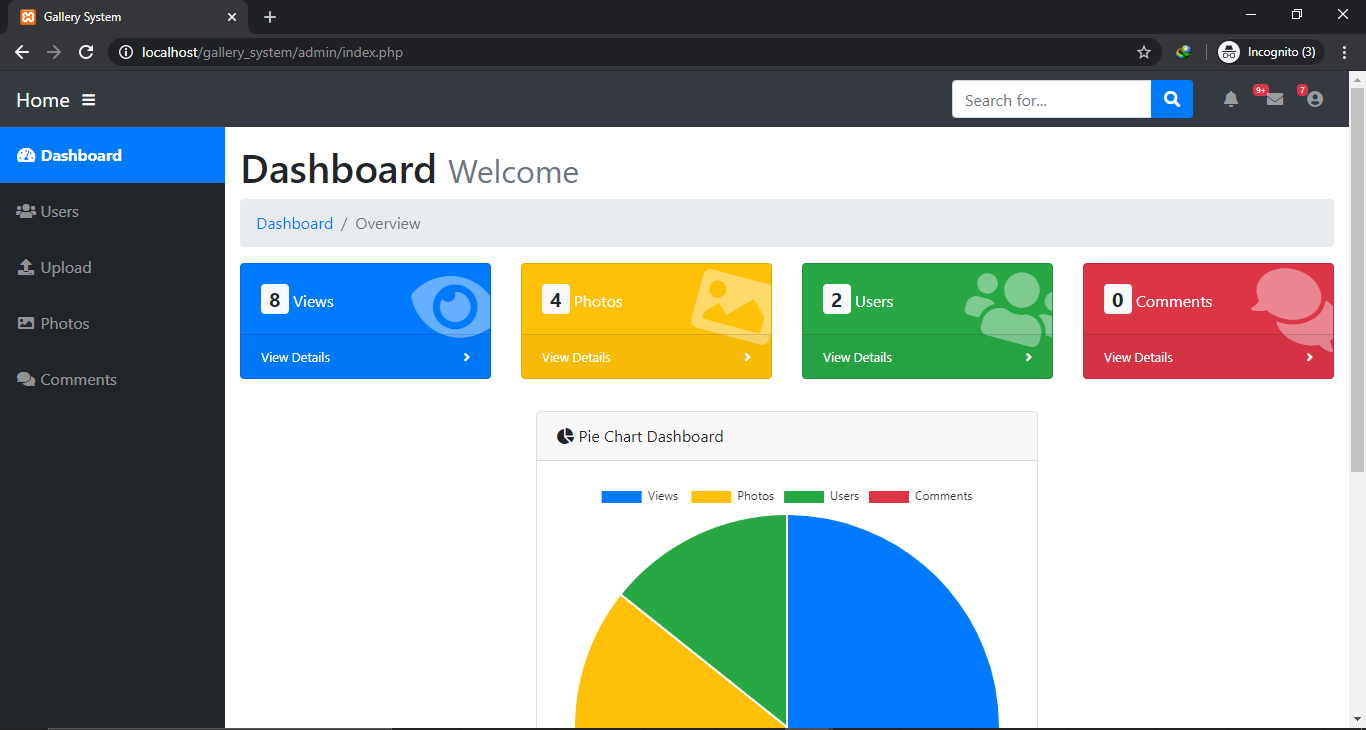 Gallery System
localhost/gallery_system/admin/index.php
Incognito (3)
Home
Search for...
9+
7
Dashboard
Users
Upload
Photos
Comments
Dashboard Welcome
Dashboard / Overview
8 Views
View Details
4 Photos
View Details
2 Users
View Details
0 Comments
View Details
Pie Chart Dashboard
Views Photos Users Comments